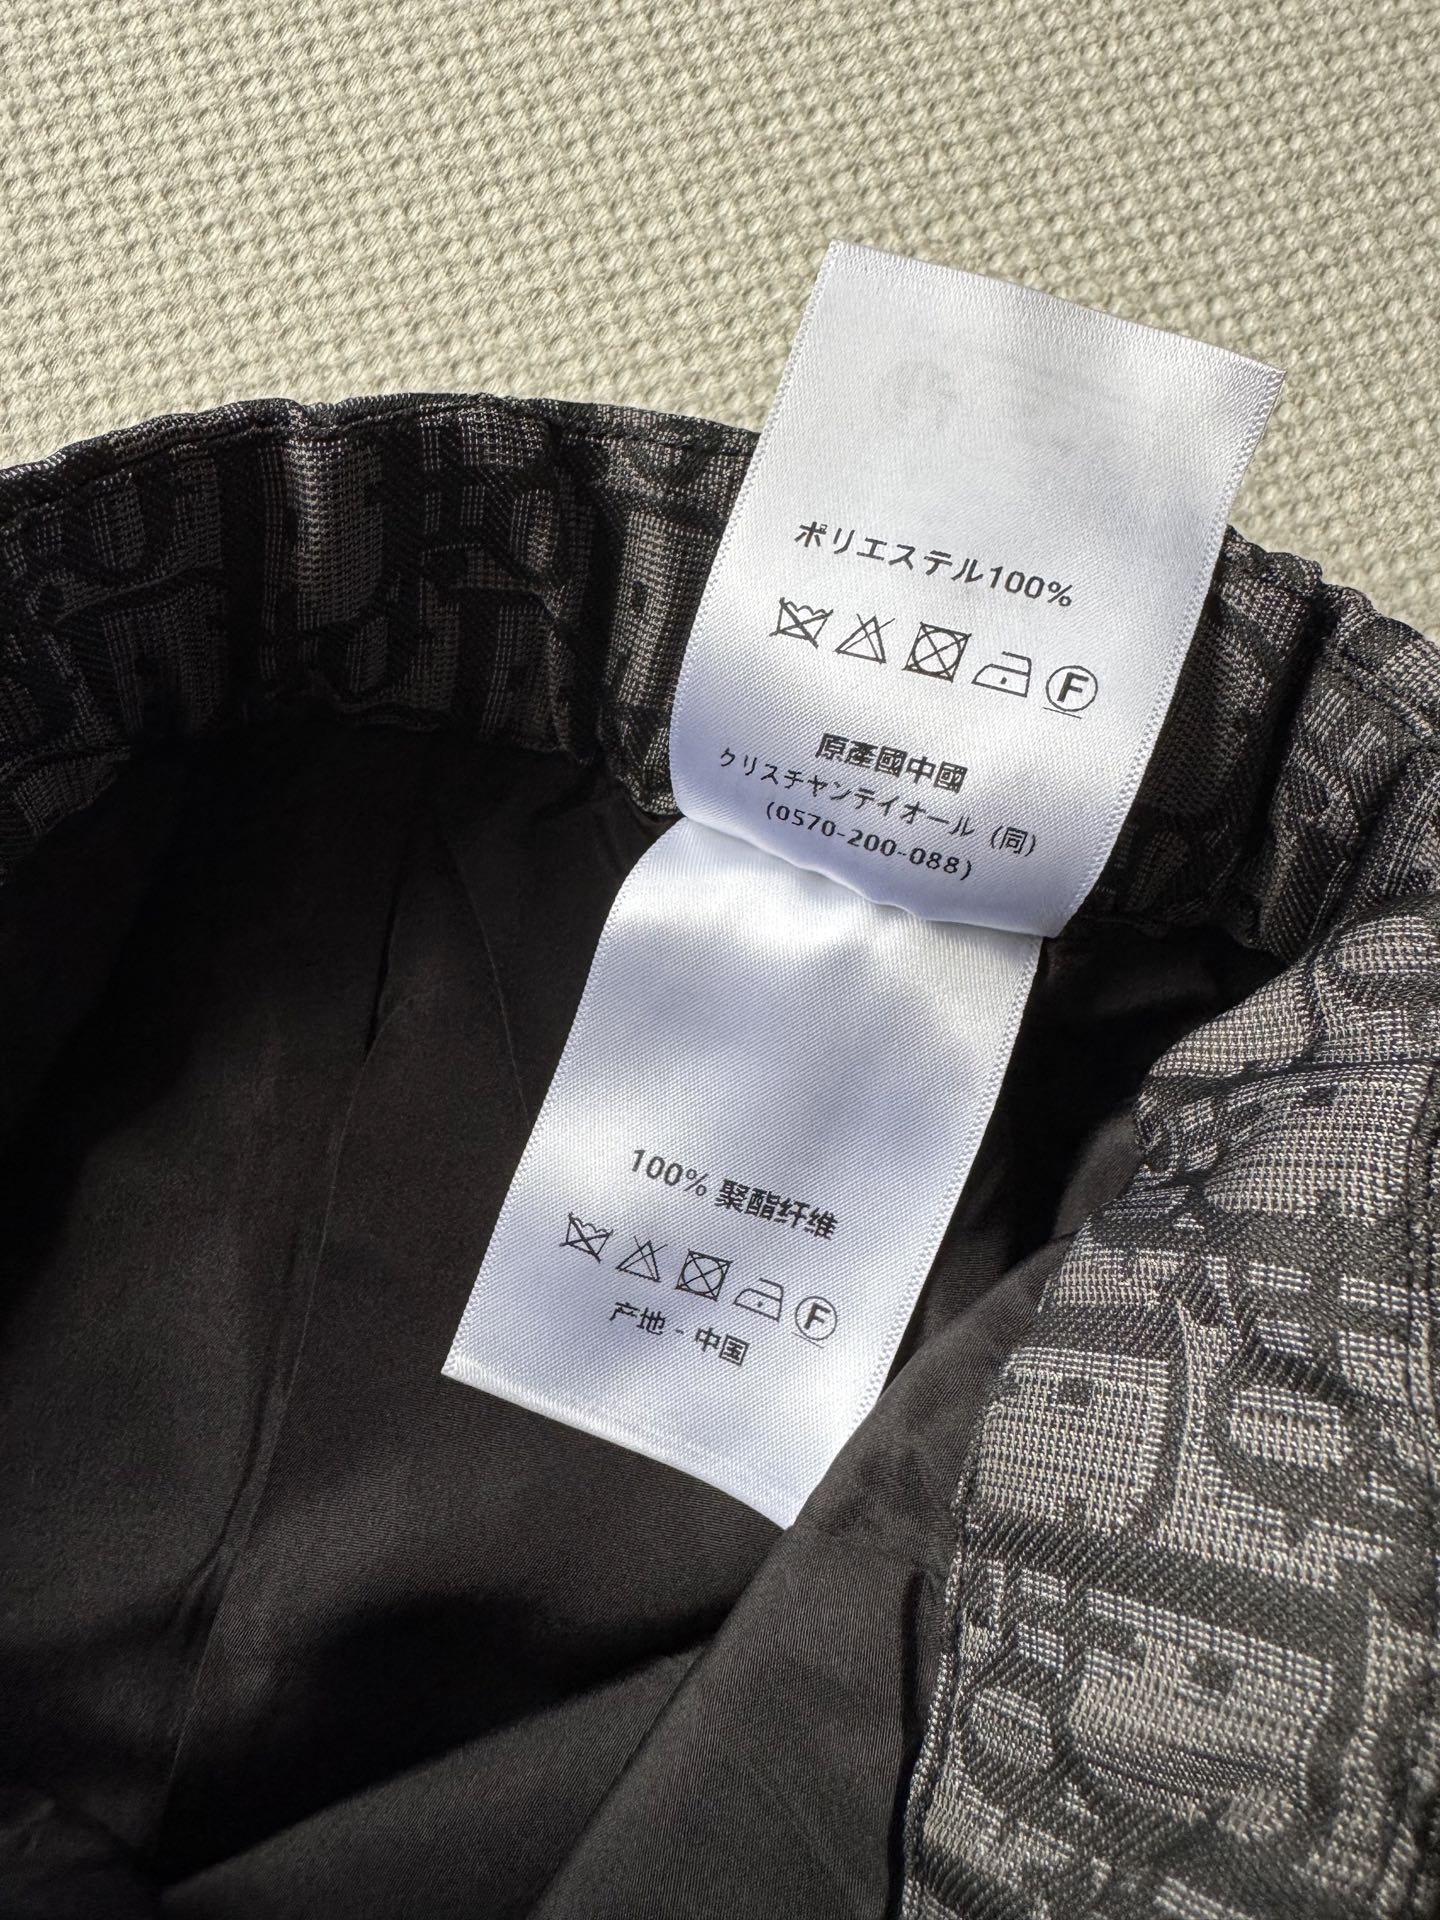 ポリエステル100%
F
原產國中國
クリスチャンディオール (同)
(0570-200-088)
100% 聚酯纤维
F
产地 - 中国